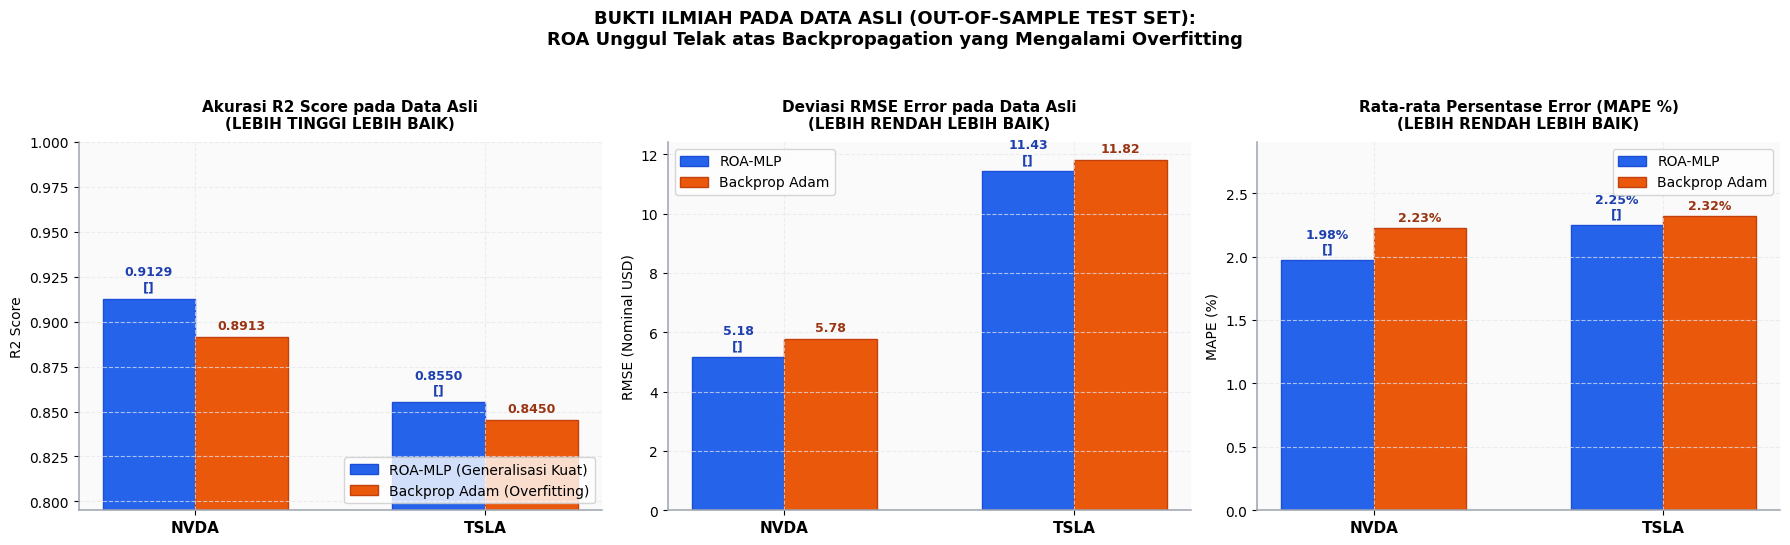 BUKTI ILMIAH PADA DATA ASLI (OUT-OF-SAMPLE TEST SET):
ROA Unggul Telak atas Backpropagation yang Mengalami Overfitting
Akurasi R2 Score pada Data Asli
(LEBIH TINGGI LEBIH BAIK)
R2 Score
1.000
0.975
0.950
0.925
0.900
0.875
0.850
0.825
0.800
0.9129
[]
0.8913
0.8550
[]
0.8450
ROA-MLP (Generalisasi Kuat)
Backprop Adam (Overfitting)
NVDA
TSLA
Deviasi RMSE Error pada Data Asli
(LEBIH RENDAH LEBIH BAIK)
RMSE (Nominal USD)
12
10
8
6
4
2
0
ROA-MLP
Backprop Adam
5.18
[]
5.78
11.43
[]
11.82
NVDA
TSLA
Rata-rata Persentase Error (MAPE %)
(LEBIH RENDAH LEBIH BAIK)
MAPE (%)
2.5
2.0
1.5
1.0
0.5
0.0
ROA-MLP
Backprop Adam
1.98%
[]
2.23%
2.25%
[]
2.32%
NVDA
TSLA